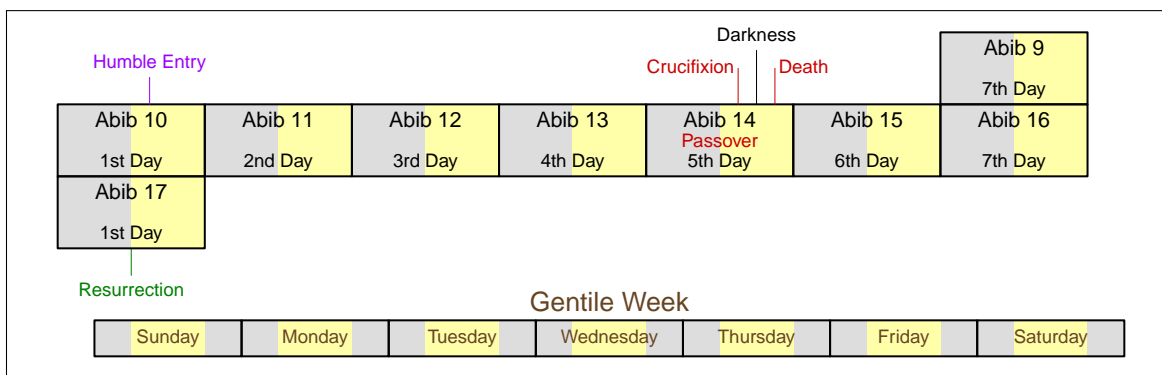 Darkness
Humble Entry
Crucifixion
Death
Abib 9
7th Day
Abib 10
Abib 11
Abib 12
Abib 13
Abib 14
Abib 15
Abib 16
Passover
1st Day
2nd Day
3rd Day
4th Day
5th Day
6th Day
7th Day
Abib 17
1st Day
Resurrection
Gentile Week
Sunday
Monday
Tuesday
Wednesday
Thursday
Friday
Saturday